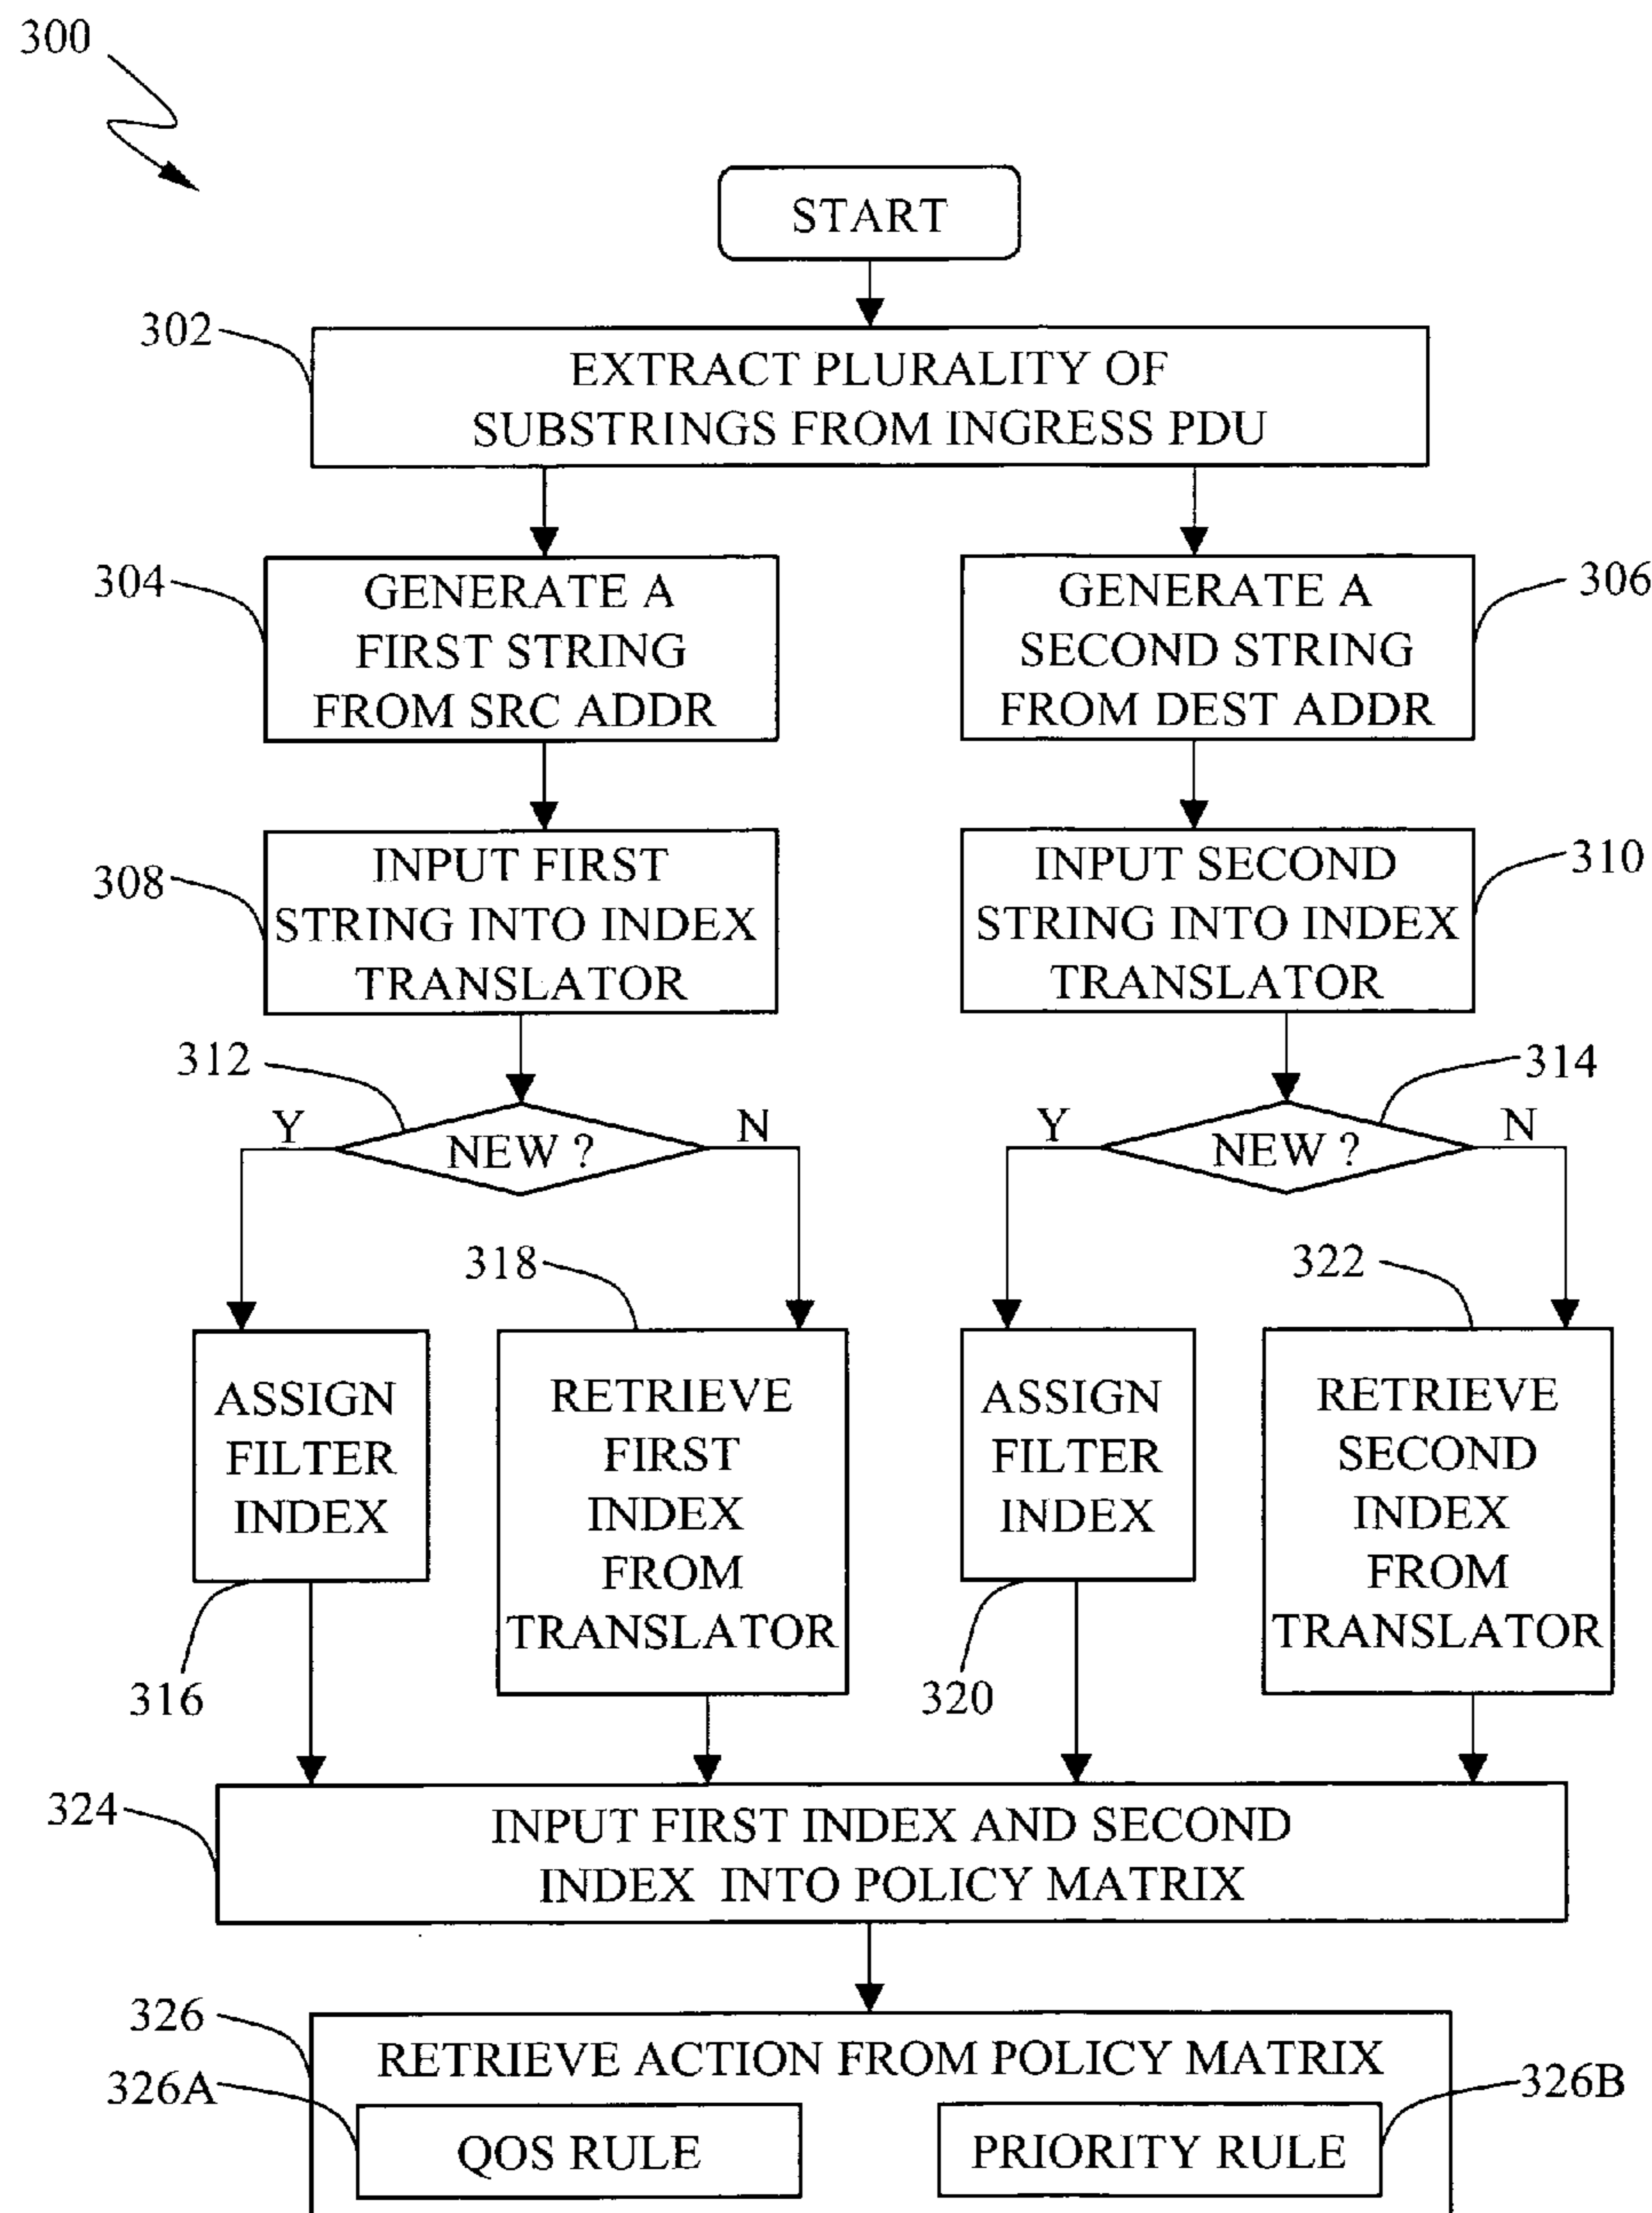 300
START
302
EXTRACT PLURALITY OF
SUBSTRINGS FROM INGRESS PDU
304
GENERATE A
FIRST STRING
FROM SRC ADDR
GENERATE A
SECOND STRING
FROM DEST ADDR
306
308
INPUT FIRST
STRING INTO INDEX
TRANSLATOR
INPUT SECOND
STRING INTO INDEX
TRANSLATOR
310
312
Y
NEW ?
N
314
Y
NEW ?
N
318
322
ASSIGN
FILTER
INDEX
RETRIEVE
FIRST
INDEX
FROM
TRANSLATOR
ASSIGN
FILTER
INDEX
RETRIEVE
SECOND
INDEX
FROM
TRANSLATOR
316
320
324
INPUT FIRST INDEX AND SECOND
INDEX INTO POLICY MATRIX
326
RETRIEVE ACTION FROM POLICY MATRIX
326A
QOS RULE
PRIORITY RULE
326B